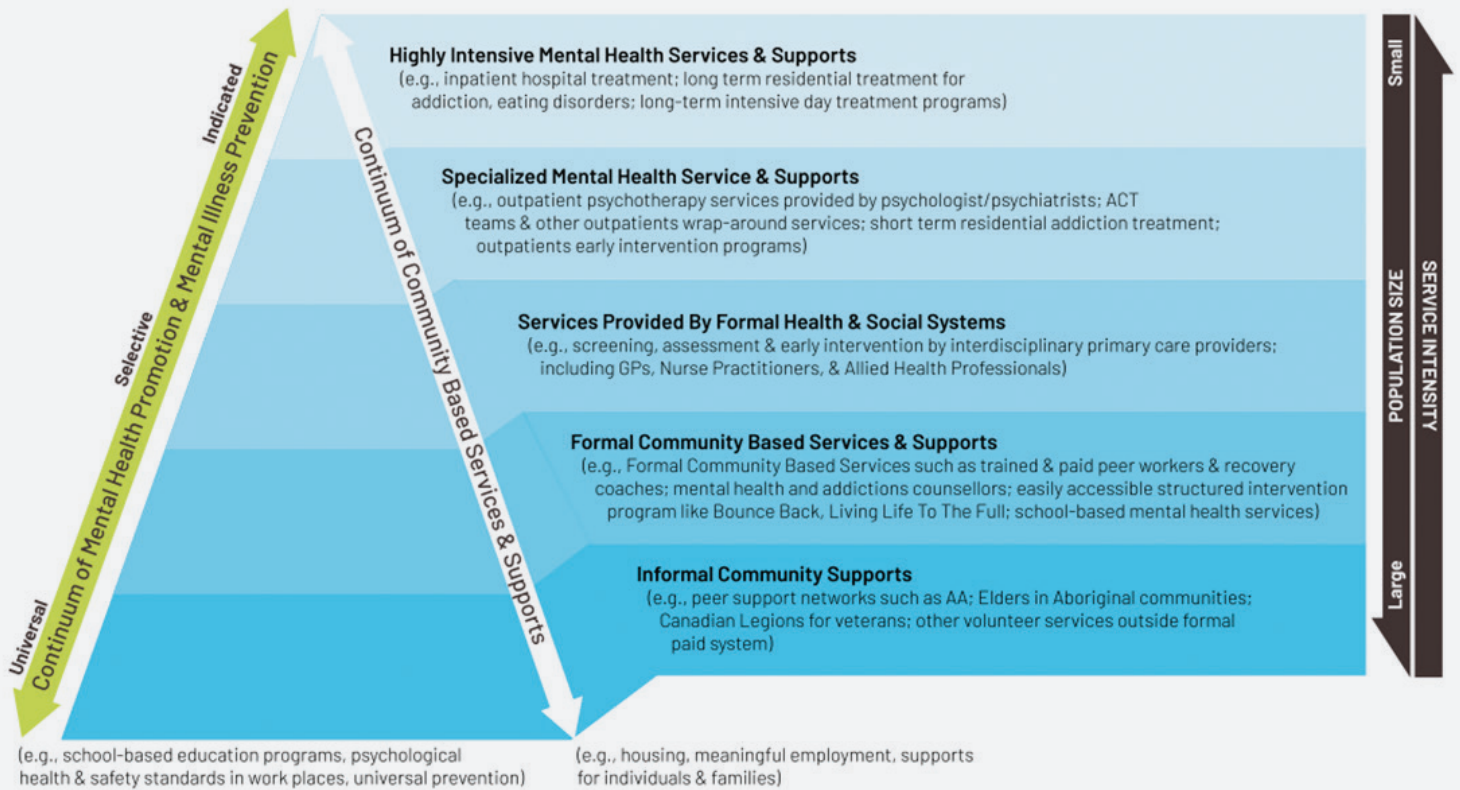 Highly Intensive Mental Health Services & Supports
(e.g., inpatient hospital treatment; long term residential treatment for
addiction, eating disorders; long-term intensive day treatment programs)
Specialized Mental Health Service & Supports
(e.g., outpatient psychotherapy services provided by psychologist/psychiatrists; ACT
teams & other outpatients wrap-around services; short term residential addiction treatment;
outpatients early intervention programs)
Services Provided By Formal Health & Social Systems
(e.g., screening, assessment & early intervention by interdisciplinary primary care providers;
including GPs, Nurse Practitioners, & Allied Health Professionals)
Formal Community Based Services & Supports
(e.g., Formal Community Based Services such as trained & paid peer workers & recovery
coaches; mental health and addictions counsellors; easily accessible structured intervention
program like Bounce Back, Living Life To The Full; school-based mental health services)
Informal Community Supports
(e.g., peer support networks such as AA; Elders in Aboriginal communities;
Canadian Legions for veterans; other volunteer services outside formal
paid system)
Universal
Selective
Indicated
Continuum of Mental Health Promotion & Mental Illness Prevention
Continuum of Community Based Services & Supports
Small
POPULATION SIZE
Large
SERVICE INTENSITY
(e.g., school-based education programs, psychological
health & safety standards in work places, universal prevention)
(e.g., housing, meaningful employment, supports
for individuals & families)